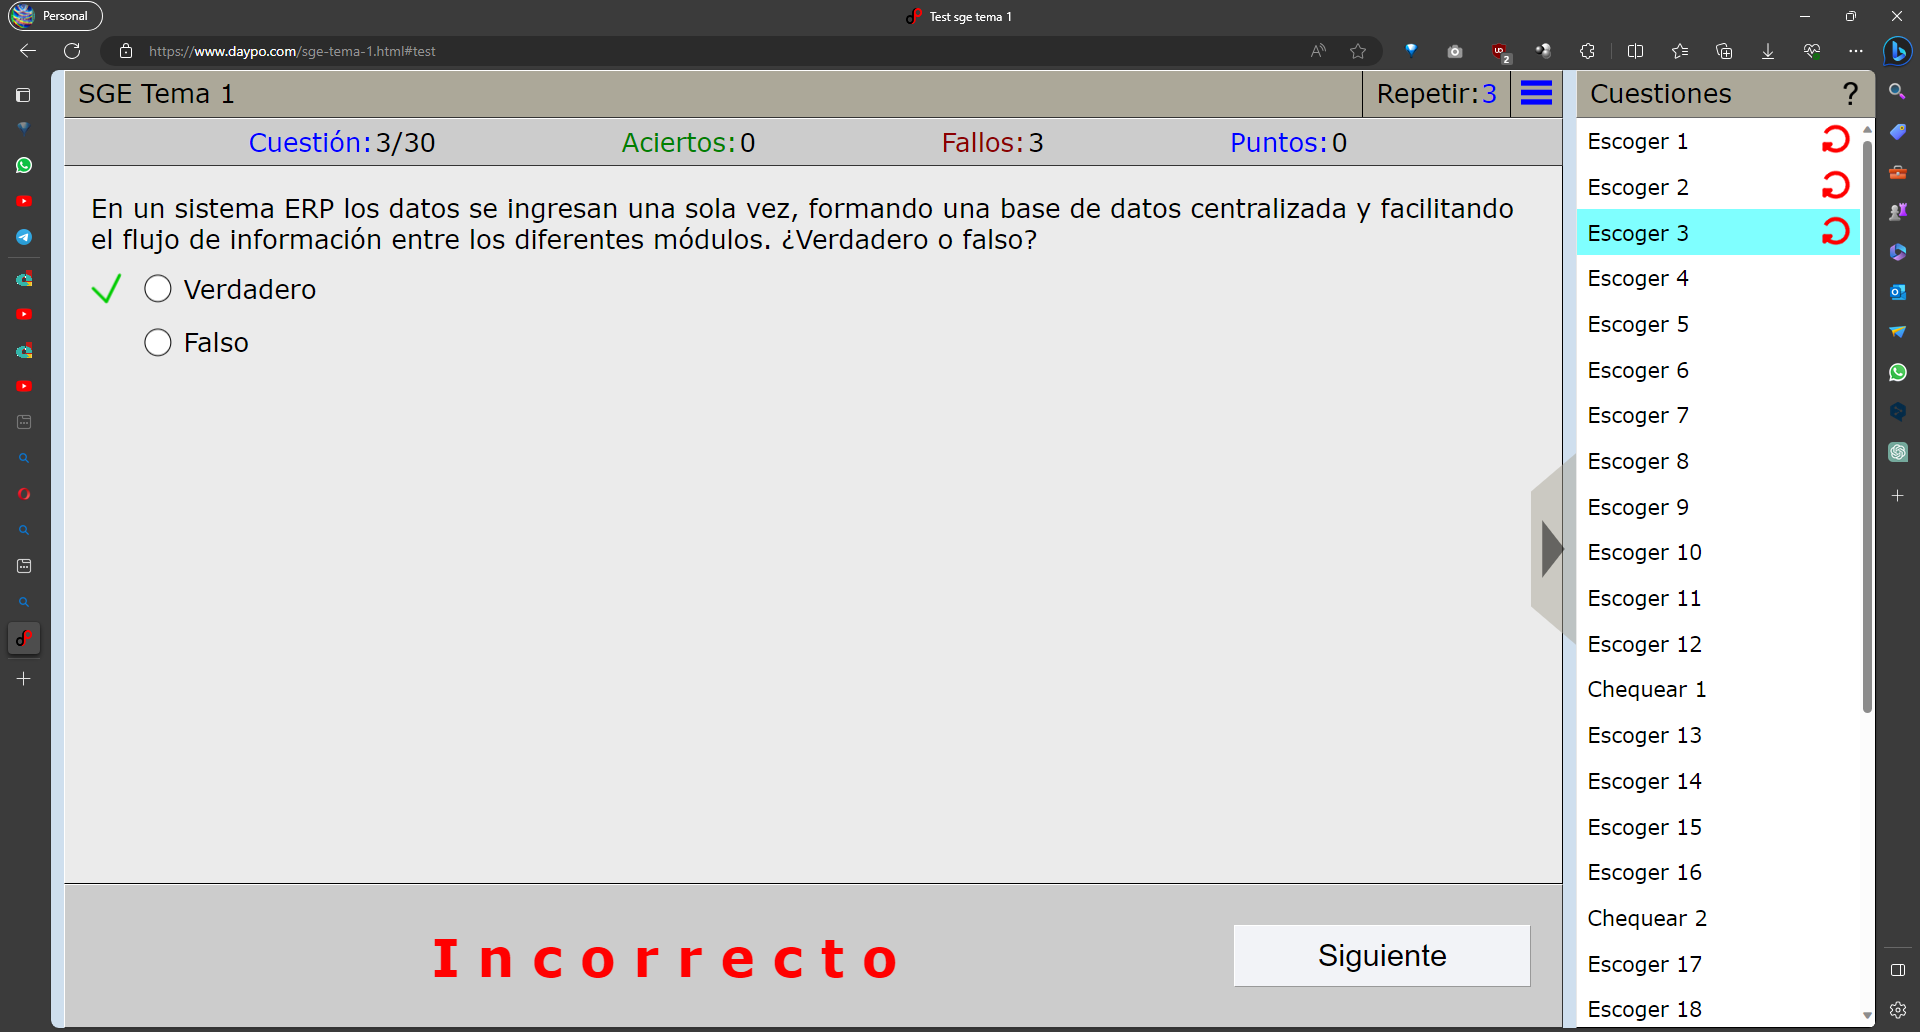 Personal
Test sge tema 1
https://www.daypo.com/sge-tema-1.html#test
2
SGE Tema 1
Repetir:3
Cuestiones
?
Cuestión:3/30
Aciertos:0
Fallos:3
Puntos:0
En un sistema ERP los datos se ingresan una sola vez, formando una base de datos centralizada y facilitando
el flujo de información entre los diferentes módulos. ¿Verdadero o falso?
Verdadero
Falso
Incorrecto
Siguiente
Escoger 1
Escoger 2
Escoger 3
Escoger 4
Escoger 5
Escoger 6
Escoger 7
Escoger 8
Escoger 9
Escoger 10
Escoger 11
Escoger 12
Chequear 1
Escoger 13
Escoger 14
Escoger 15
Escoger 16
Chequear 2
Escoger 17
Escoger 18